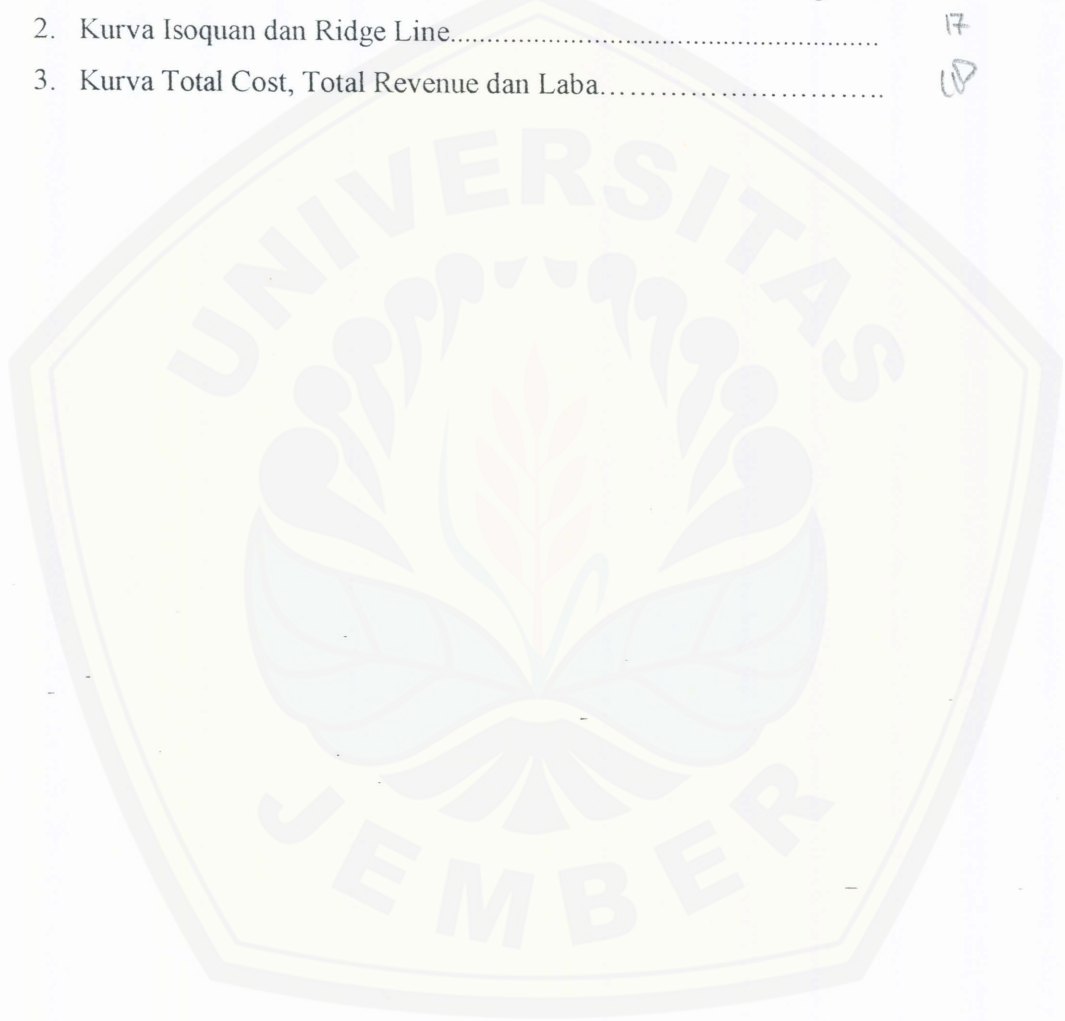 2. Kurva Isoquan dan Ridge Line.......................................................... 17
3. Kurva Total Cost, Total Revenue dan Laba..............................
UNIVERSITAS
JEMBER